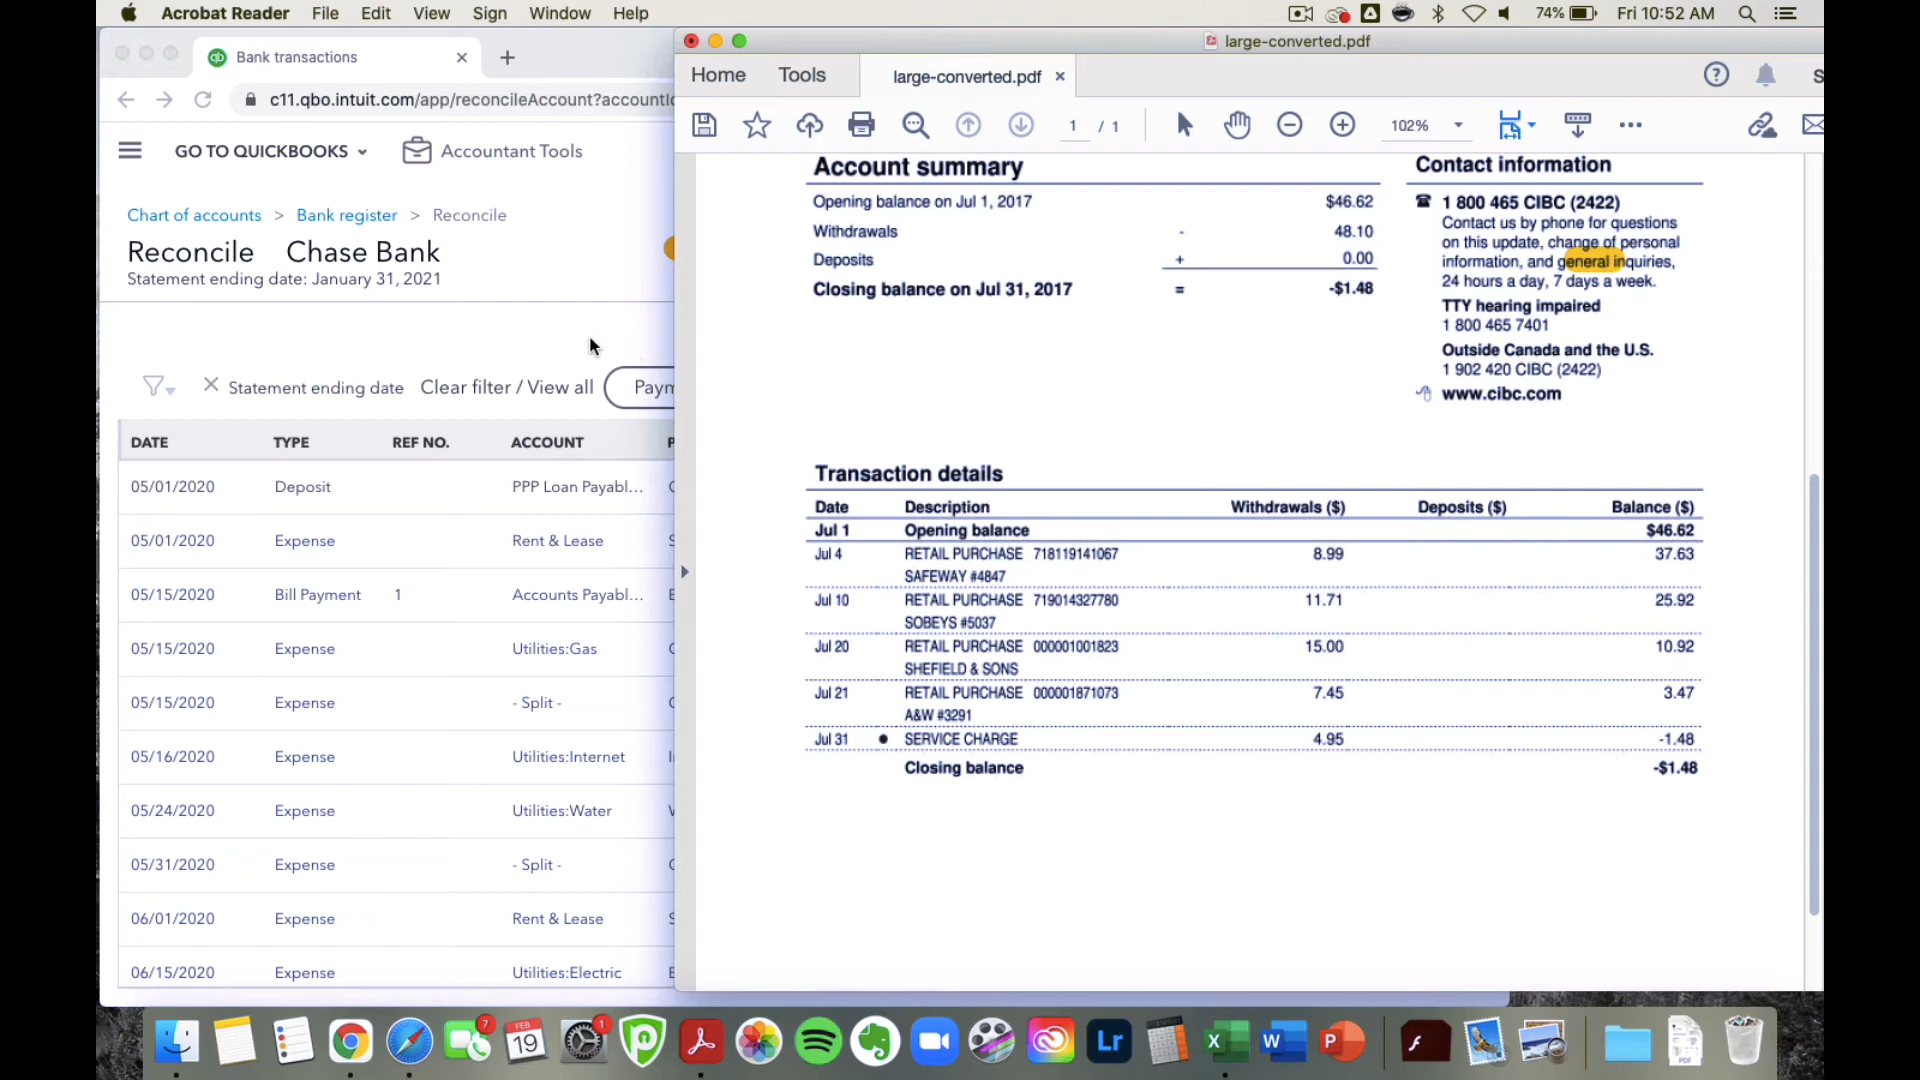 Acrobat Reader File Edit View Sign Window Help 74% Fri 10:52 AM
Bank transactions
c11.qbo.intuit.com/app/reconcileAccount?accountId
GO TO QUICKBOOKS Accountant Tools
Chart of accounts > Bank register > Reconcile
Reconcile Chase Bank
Statement ending date: January 31, 2021
Statement ending date Clear filter / View all Paym
DATE TYPE REF NO. ACCOUNT
05/01/2020 Deposit PPP Loan Payabl...
05/01/2020 Expense Rent & Lease
05/15/2020 Bill Payment 1 Accounts Payabl...
05/15/2020 Expense Utilities:Gas
05/15/2020 Expense - Split -
05/16/2020 Expense Utilities:Internet
05/24/2020 Expense Utilities:Water
05/31/2020 Expense - Split -
06/01/2020 Expense Rent & Lease
06/15/2020 Expense Utilities:Electric
large-converted.pdf
Home Tools large-converted.pdf ×
1 / 1 102%
Account summary
Opening balance on Jul 1, 2017 $46.62
Withdrawals - 48.10
Deposits + 0.00
Closing balance on Jul 31, 2017 = -$1.48
Contact information
1 800 465 CIBC (2422)
Contact us by phone for questions
on this update, change of personal
information, and general inquiries,
24 hours a day, 7 days a week.
TTY hearing impaired
1 800 465 7401
Outside Canada and the U.S.
1 902 420 CIBC (2422)
www.cibc.com
Transaction details
Date Description Withdrawals ($) Deposits ($) Balance ($)
Jul 1 Opening balance $46.62
Jul 4 RETAIL PURCHASE 718119141067 8.99 37.63
SAFEWAY #4847
Jul 10 RETAIL PURCHASE 719014327780 11.71 25.92
SOBEYS #5037
Jul 20 RETAIL PURCHASE 000001001823 15.00 10.92
SHEFIELD & SONS
Jul 21 RETAIL PURCHASE 000001871073 7.45 3.47
A&W #3291
Jul 31 ● SERVICE CHARGE 4.95 -1.48
Closing balance -$1.48
7 FEB 19 1 Lr X W P PDF